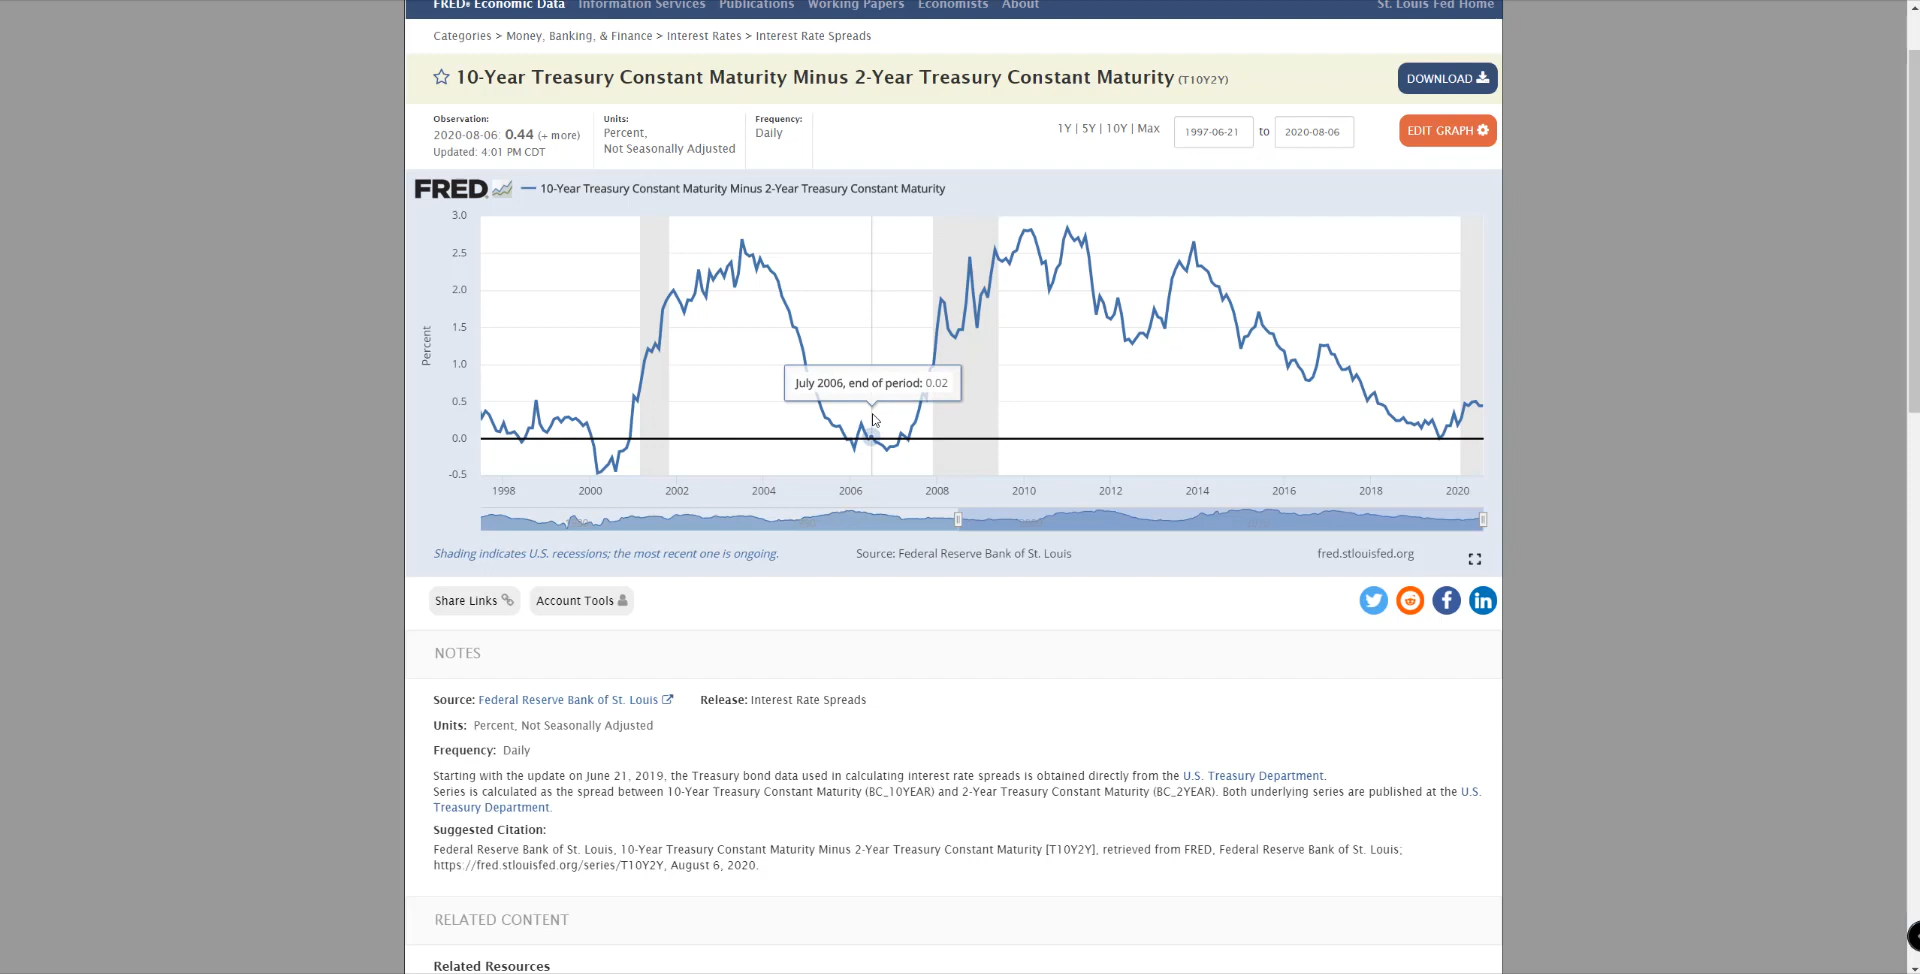 FRED® Economic Data Information Services Publications Working Papers Economists About St. Louis Fed Home
Categories > Money, Banking, & Finance > Interest Rates > Interest Rate Spreads
10-Year Treasury Constant Maturity Minus 2-Year Treasury Constant Maturity (T10Y2Y)
DOWNLOAD
Observation:
2020-08-06: 0.44 (+ more)
Updated: 4:01 PM CDT
Units:
Percent,
Not Seasonally Adjusted
Frequency:
Daily
1Y | 5Y | 10Y | Max
1997-06-21 to 2020-08-06
EDIT GRAPH
FRED
10-Year Treasury Constant Maturity Minus 2-Year Treasury Constant Maturity
3.0
2.5
2.0
1.5
1.0
0.5
0.0
-0.5
Percent
July 2006, end of period: 0.02
1998 2000 2002 2004 2006 2008 2010 2012 2014 2016 2018 2020
Shading indicates U.S. recessions; the most recent one is ongoing.
Source: Federal Reserve Bank of St. Louis
fred.stlouisfed.org
Share Links
Account Tools
NOTES
Source: Federal Reserve Bank of St. Louis Release: Interest Rate Spreads
Units: Percent, Not Seasonally Adjusted
Frequency: Daily
Starting with the update on June 21, 2019, the Treasury bond data used in calculating interest rate spreads is obtained directly from the U.S. Treasury Department.
Series is calculated as the spread between 10-Year Treasury Constant Maturity (BC_10YEAR) and 2-Year Treasury Constant Maturity (BC_2YEAR). Both underlying series are published at the U.S.
Treasury Department.
Suggested Citation:
Federal Reserve Bank of St. Louis, 10-Year Treasury Constant Maturity Minus 2-Year Treasury Constant Maturity [T10Y2Y], retrieved from FRED, Federal Reserve Bank of St. Louis;
https://fred.stlouisfed.org/series/T10Y2Y, August 6, 2020.
RELATED CONTENT
Related Resources